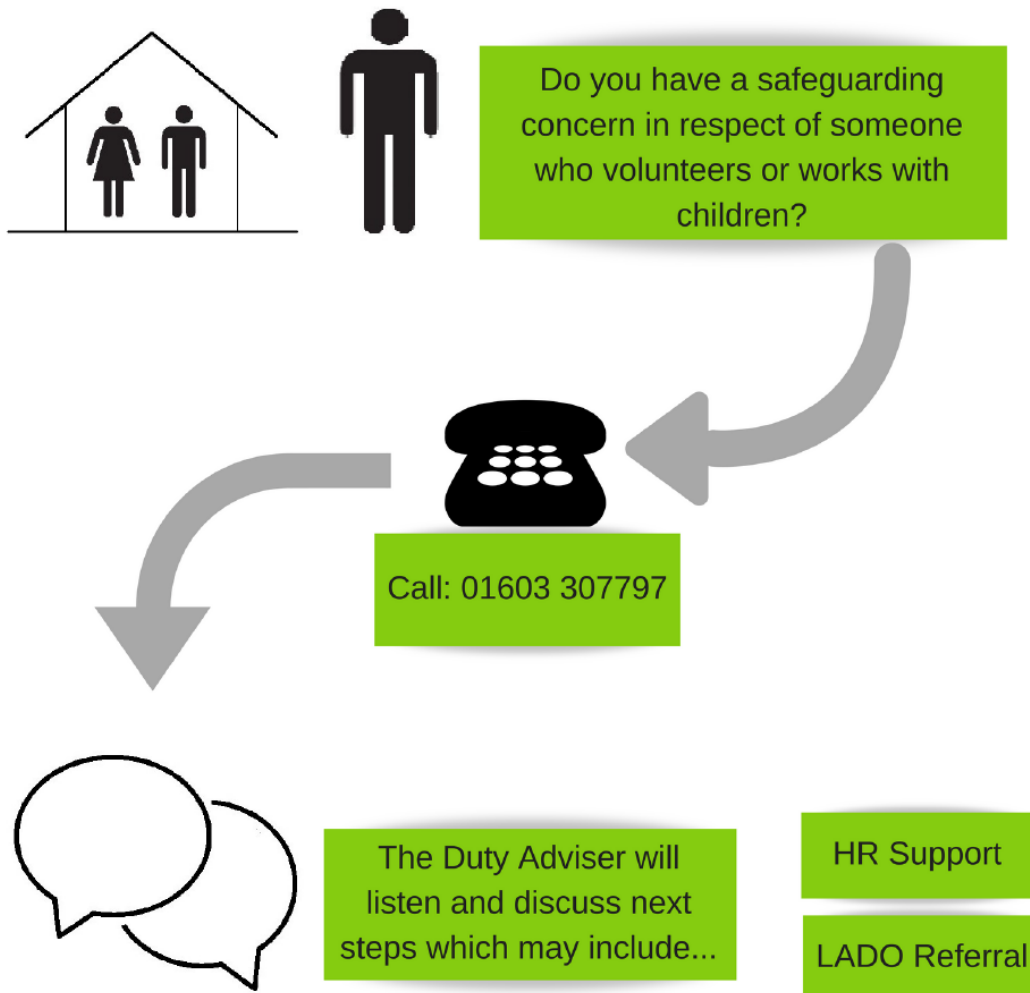 Do you have a safeguarding
concern in respect of someone
who volunteers or works with
children?
Call: 01603 307797
The Duty Adviser will
listen and discuss next
steps which may include...
HR Support
LADO Referral